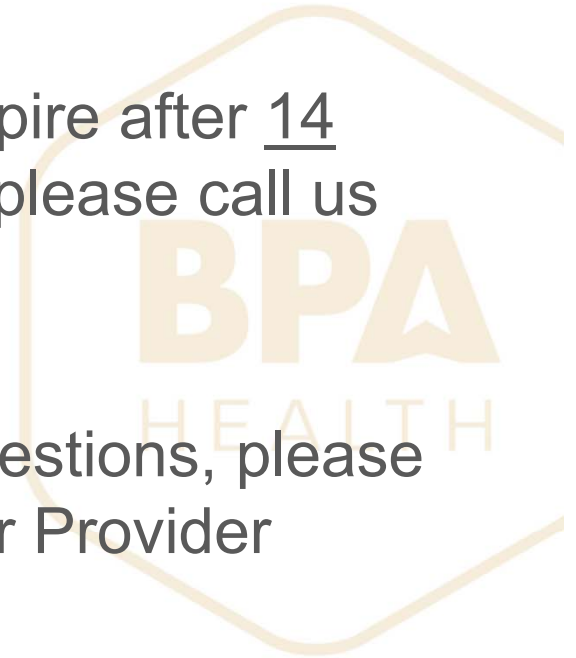 pire after 14
please call us
BPA
HEALTH
estions, please
r Provider